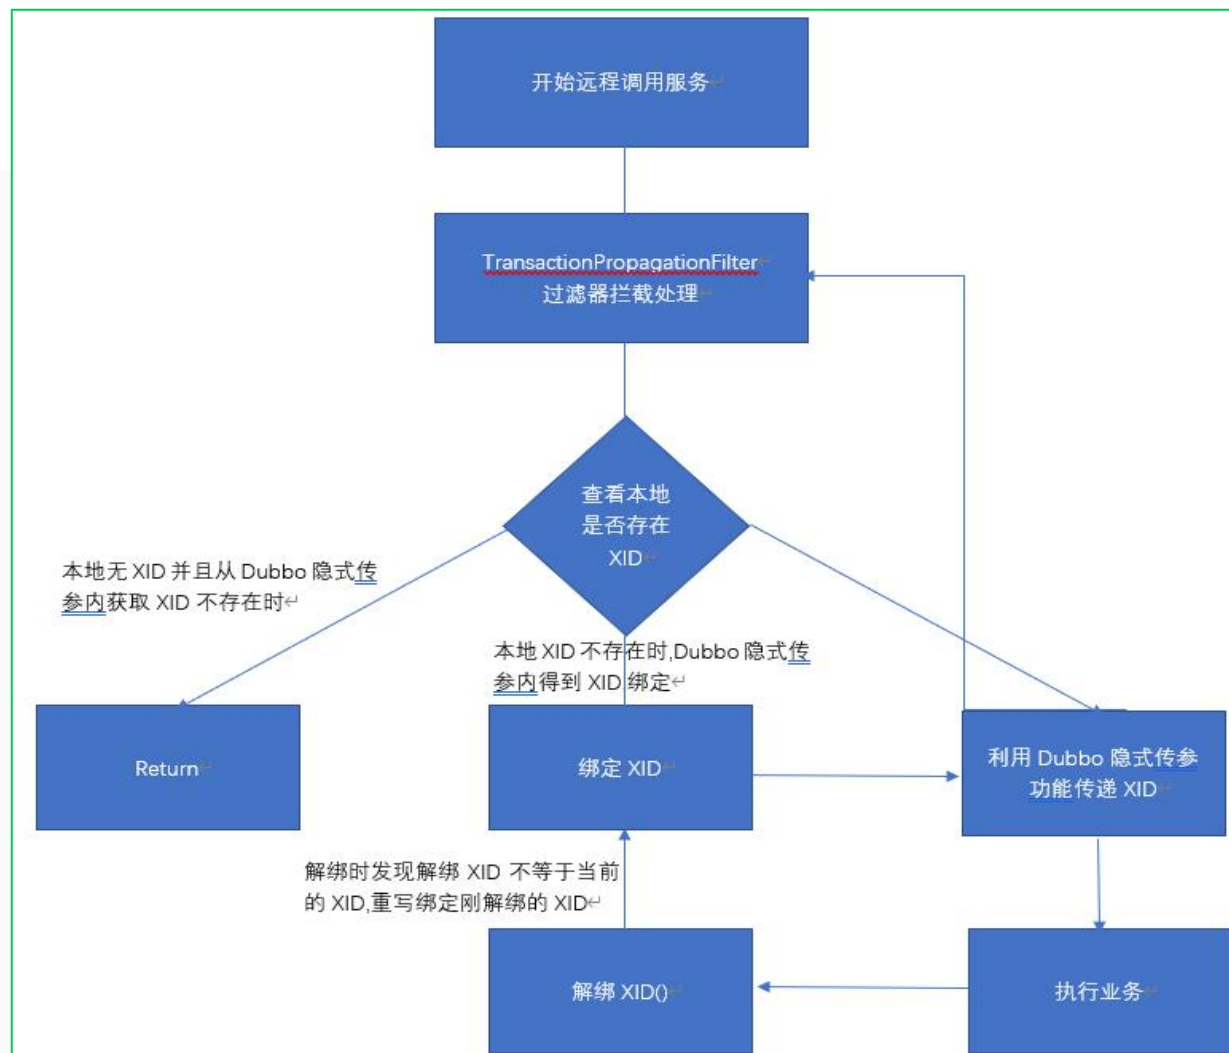 开始远程调用服务
TransactionPropagationFilter
过滤器拦截处理
查看本地
是否存在
XID
本地无 XID 并且从 Dubbo 隐式传
参内获取 XID 不存在时
本地 XID 不存在时,Dubbo 隐式传
参内得到 XID 绑定
Return
绑定 XID
利用 Dubbo 隐式传参
功能传递 XID
解绑时发现解绑 XID 不等于当前
的 XID,重写绑定刚解绑的 XID
解绑 XID()
执行业务